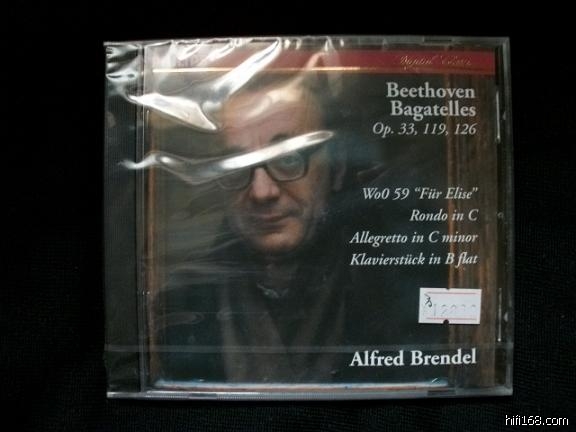 Beethoven
Bagatelles
Op. 33, 119, 126
WoO 59 “Für Elise”
Rondo in C
Allegretto in C minor
Klavierstück in B flat
Alfred Brendel
hifi168.com